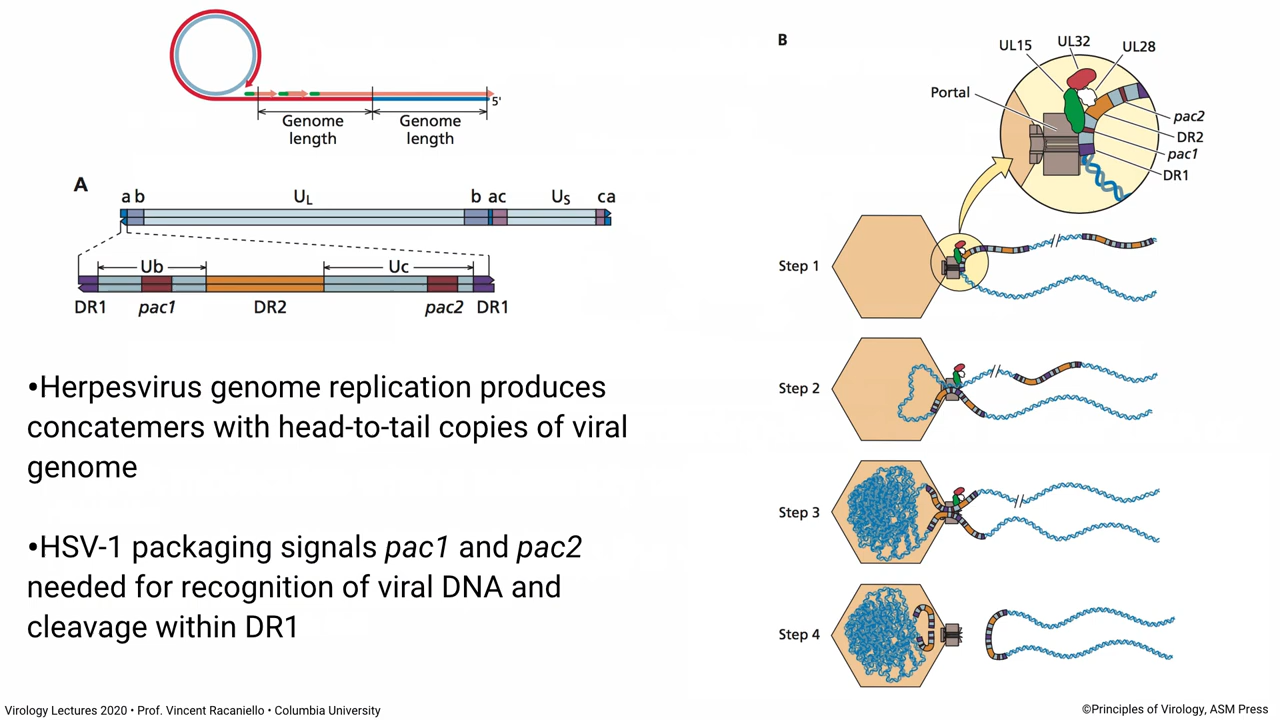 5'
Genome length
Genome length
A
a b UL b ac US ca
Ub Uc
DR1 pac1 DR2 pac2 DR1
•Herpesvirus genome replication produces
concatemers with head-to-tail copies of viral
genome
•HSV-1 packaging signals pac1 and pac2
needed for recognition of viral DNA and
cleavage within DR1
B
UL15 UL32 UL28
Portal
pac2
DR2
pac1
DR1
Step 1
Step 2
Step 3
Step 4
Virology Lectures 2020 • Prof. Vincent Racaniello • Columbia University
©Principles of Virology, ASM Press